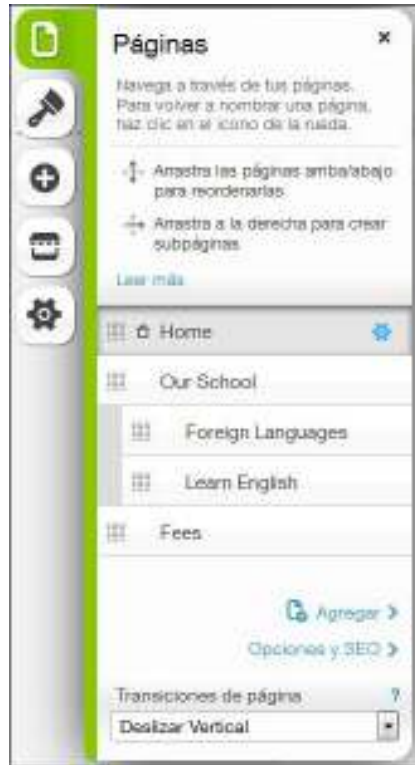 Páginas
Navega a través de tus páginas.
Para volver a nombrar una página,
haz clic en el icono de la rueda.
Arrastra las páginas arriba/abajo
para reordenarlas
Arrastra a la derecha para crear
subpáginas
Leer más
Home
Our School
Foreign Languages
Learn English
Fees
Agregar >
Opciones y SEO >
Transiciones de página ?
Deslizar Vertical